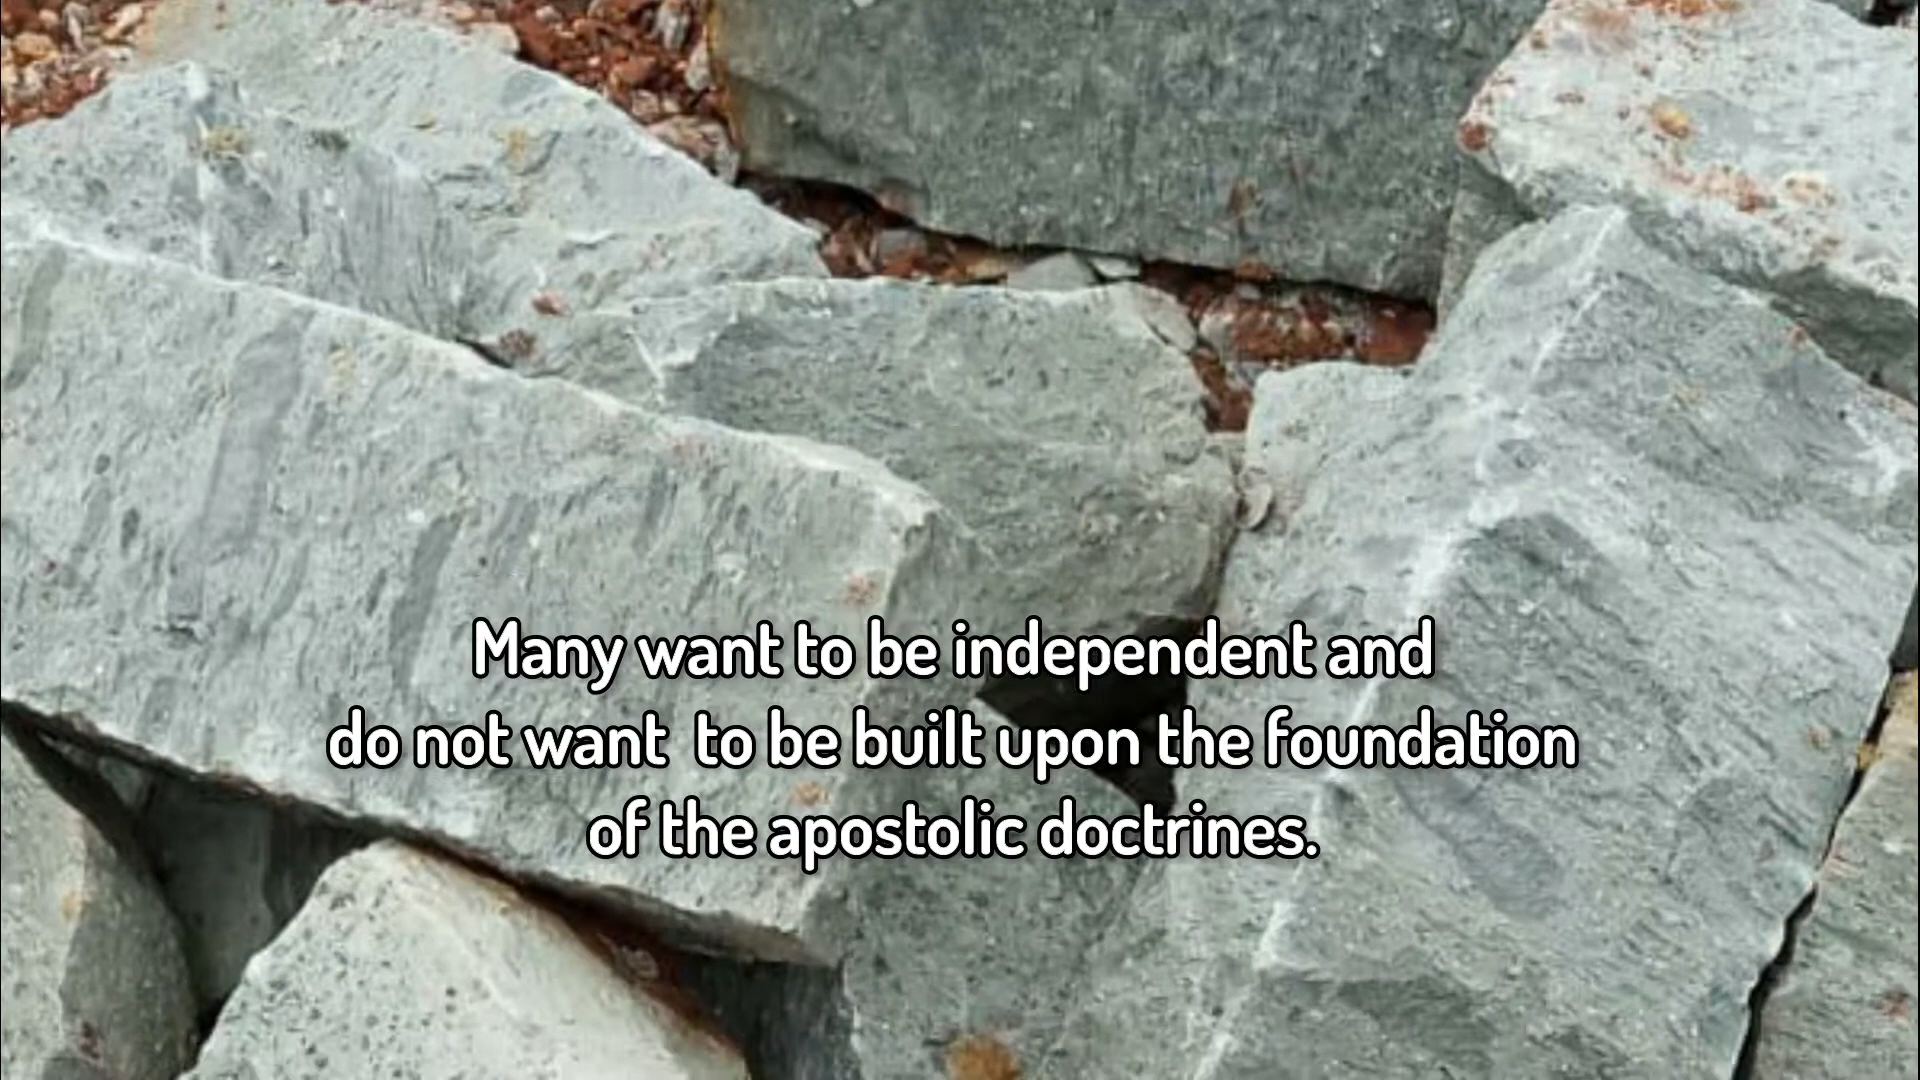 Many want to be independent and
do not want  to be built upon the foundation
of the apostolic doctrines.